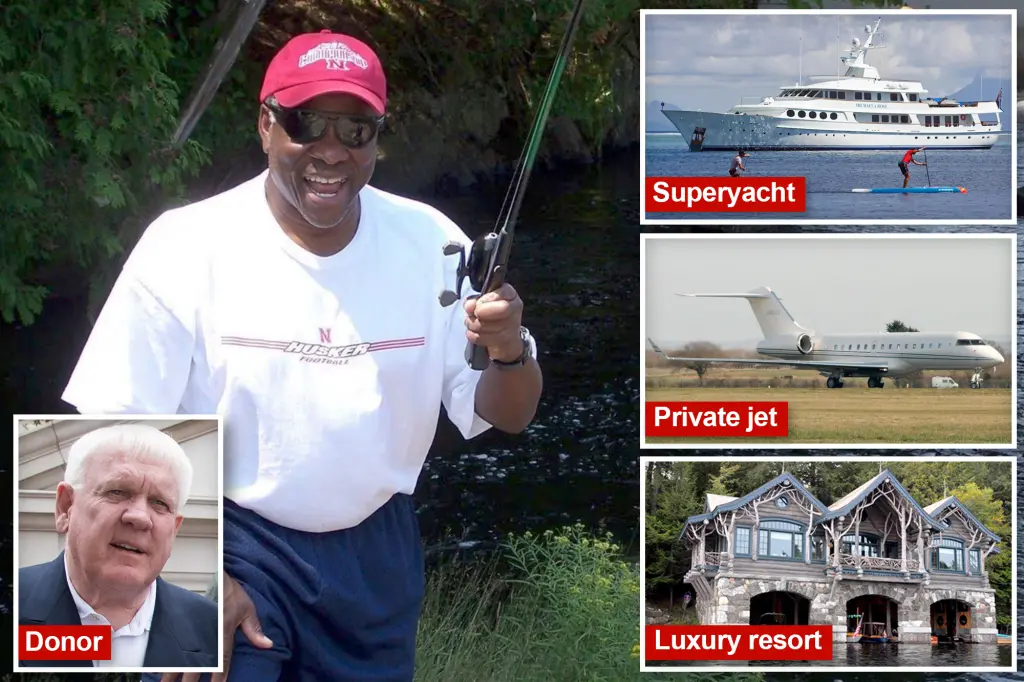 N
N
HUSKER
FOOTBALL
Donor
Superyacht
Private jet
Luxury resort